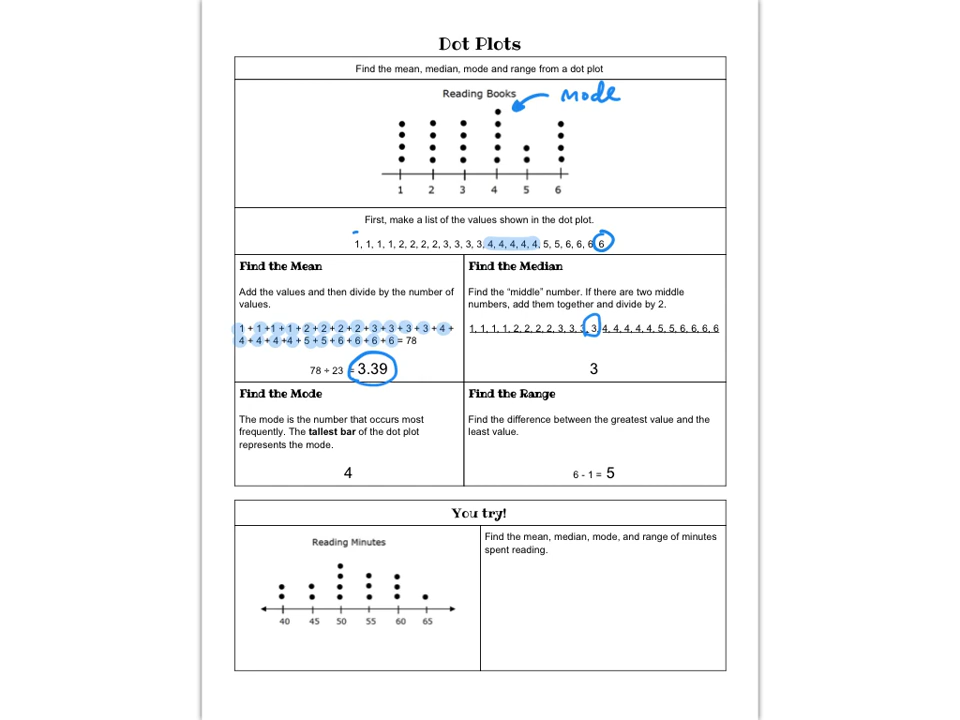 Dot Plots
Find the mean, median, mode and range from a dot plot
Reading Books
mode
1 2 3 4 5 6
First, make a list of the values shown in the dot plot.
1, 1, 1, 1, 2, 2, 2, 2, 3, 3, 3, 3, 4, 4, 4, 4, 4, 5, 5, 6, 6, 6, 6
Find the Mean
Add the values and then divide by the number of
values.
1 + 1 +1 + 1 + 2 + 2 + 2 + 2 + 3 + 3 + 3 + 3 + 4 +
4 + 4 + 4 +4 + 5 + 5 + 6 + 6 + 6 + 6 = 78
78 ÷ 23 = 3.39
Find the Median
Find the “middle” number. If there are two middle
numbers, add them together and divide by 2.
1, 1, 1, 1, 2, 2, 2, 2, 3, 3, 3, 3, 4, 4, 4, 4, 4, 5, 5, 6, 6, 6, 6
3
Find the Mode
The mode is the number that occurs most
frequently. The tallest bar of the dot plot
represents the mode.
4
Find the Range
Find the difference between the greatest value and the
least value.
6 - 1 = 5
You try!
Reading Minutes
40 45 50 55 60 65
Find the mean, median, mode, and range of minutes
spent reading.